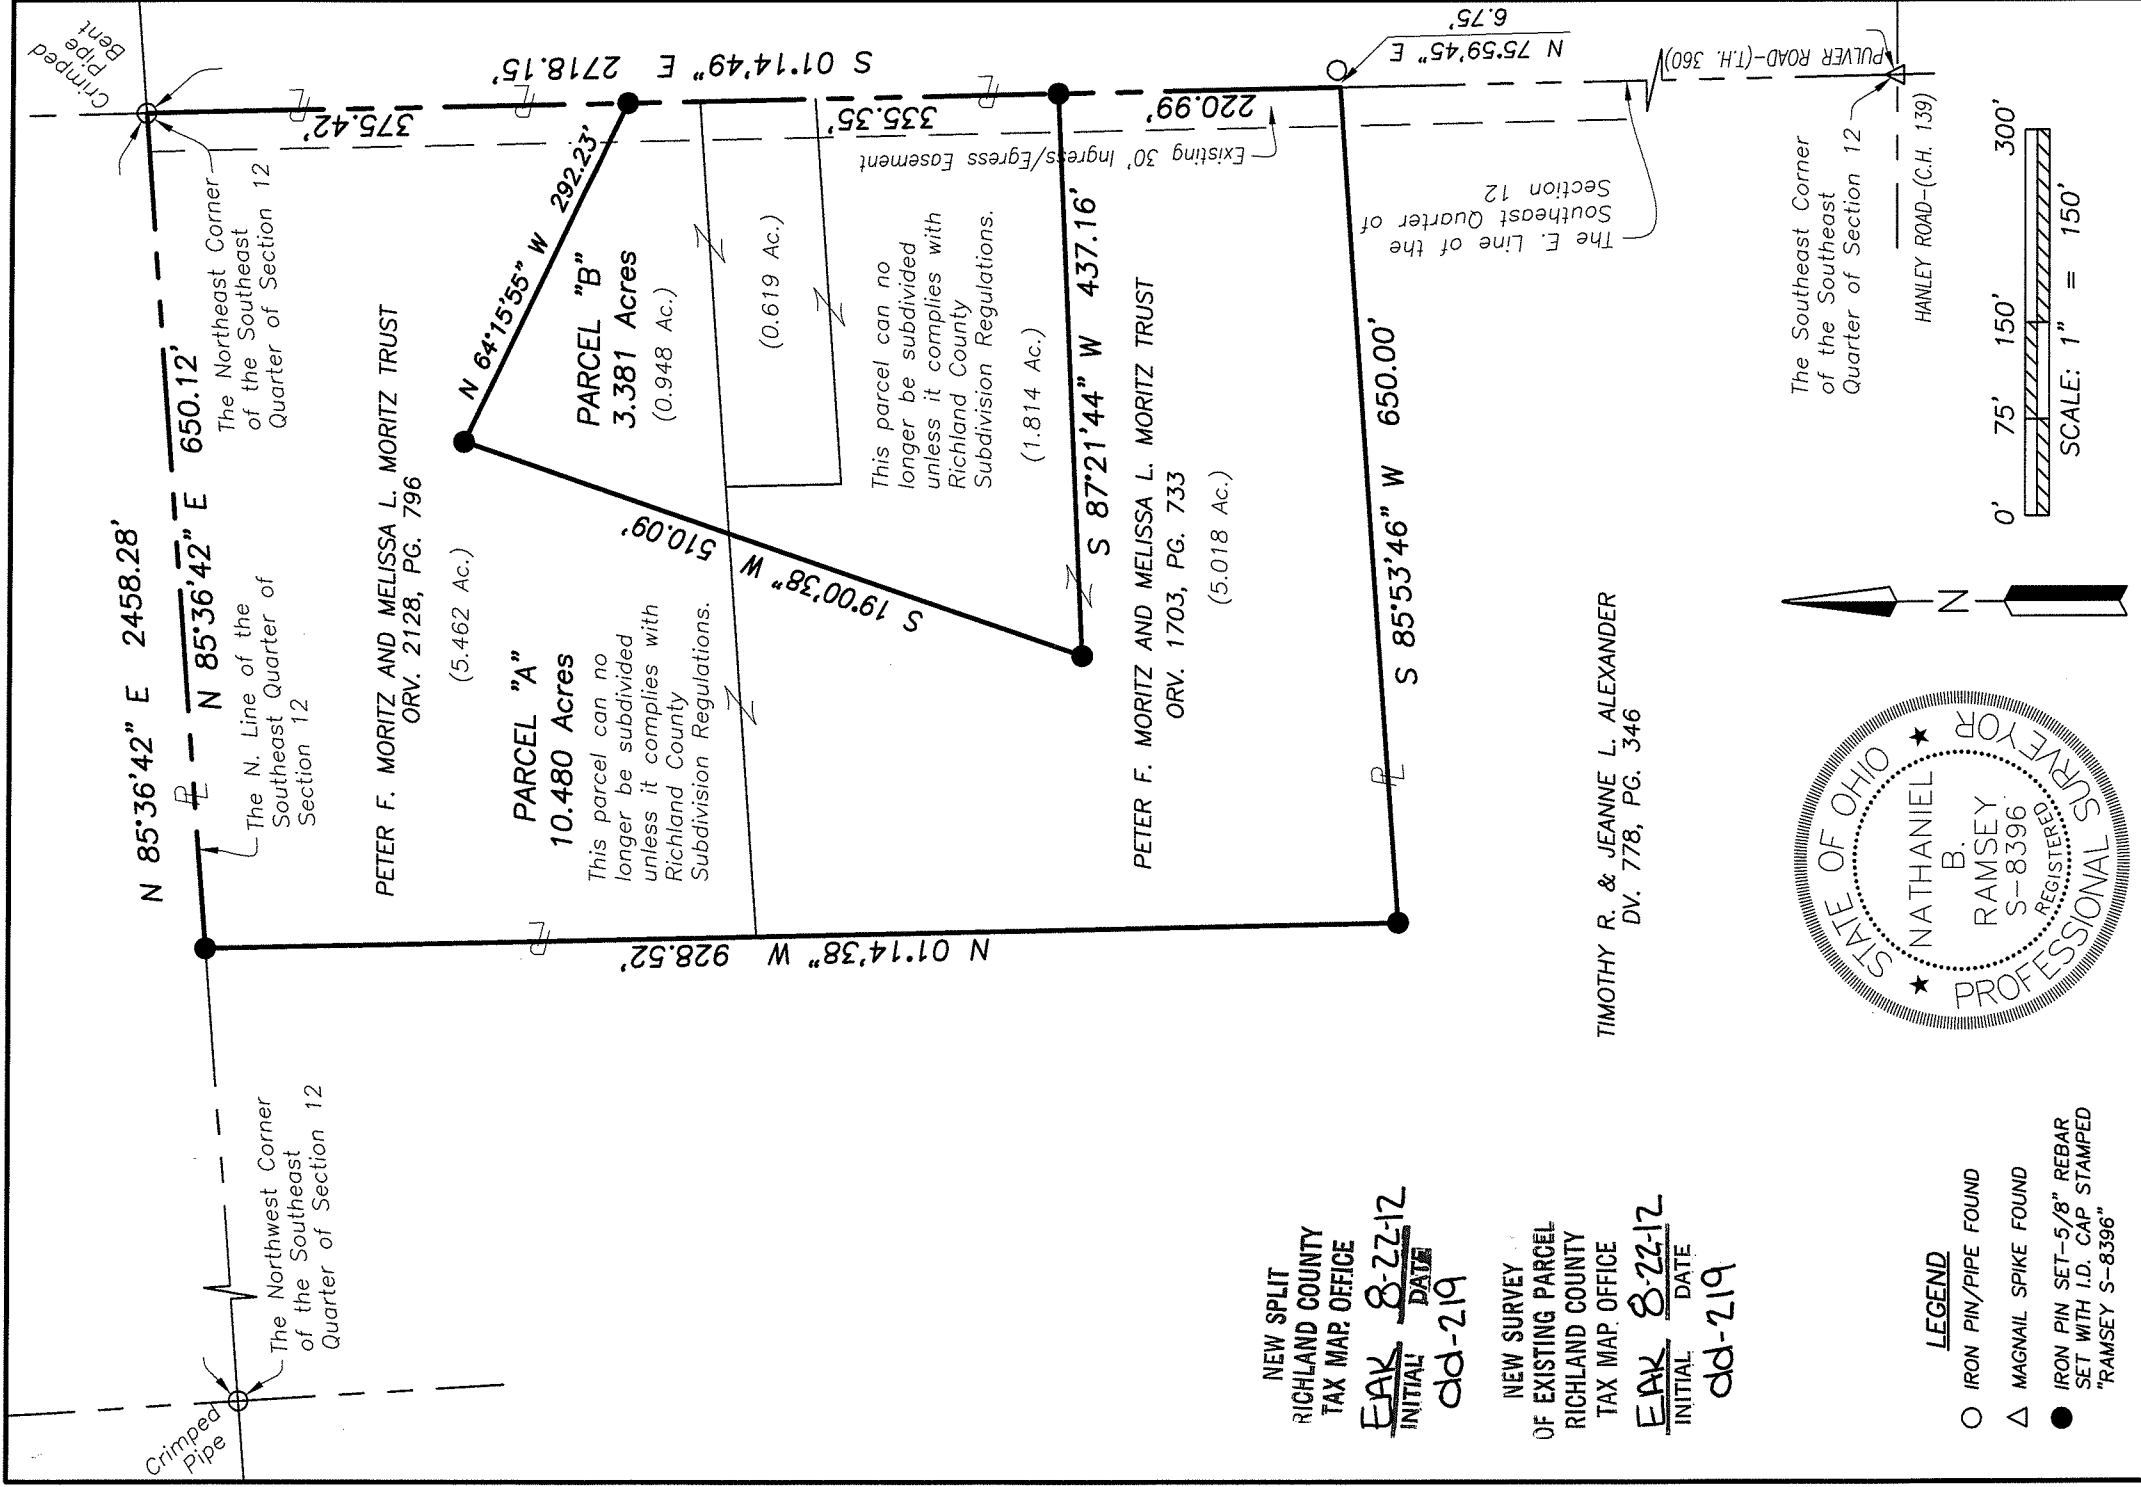 Crimped
Pipe
Bent
N 85°36'42" E 2458.28'
N 85°36'42" E 650.12'
The N. Line of the
Southeast Quarter of
Section 12
The Northeast Corner
of the Southeast
Quarter of Section 12
Crimped
Pipe
The Northwest Corner
of the Southeast
Quarter of Section 12
S 01°14'49" E 2718.15'
375.42'
335.35'
220.99'
Existing 30' Ingress/Egress Easement
N 75°59'45" E
6.75'
PULVER ROAD-(T.H. 360)
HANLEY ROAD-(C.H. 139)
The E. Line of the
Southeast Quarter of
Section 12
The Southeast Corner
of the Southeast
Quarter of Section 12
PETER F. MORITZ AND MELISSA L. MORITZ TRUST
ORV. 2128, PG. 796
(5.462 Ac.)
PARCEL "A"
10.480 Acres
This parcel can no
longer be subdivided
unless it complies with
Richland County
Subdivision Regulations.
N 64°15'55" W 292.23'
PARCEL "B"
3.381 Acres
(0.948 Ac.)
(0.619 Ac.)
This parcel can no
longer be subdivided
unless it complies with
Richland County
Subdivision Regulations.
(1.814 Ac.)
S 19°00'38" W 510.09'
S 87°21'44" W 437.16'
PETER F. MORITZ AND MELISSA L. MORITZ TRUST
ORV. 1703, PG. 733
(5.018 Ac.)
N 01°14'38" W 928.52'
S 85°53'46" W 650.00'
TIMOTHY R. & JEANNE L. ALEXANDER
DV. 778, PG. 346
NEW SPLIT
RICHLAND COUNTY
TAX MAP. OFFICE
EAK 8-22-12
INITIAL DATE
dd-219
NEW SURVEY
OF EXISTING PARCEL
RICHLAND COUNTY
TAX MAP. OFFICE
EAK 8-22-12
INITIAL DATE
dd-219
LEGEND
IRON PIN/PIPE FOUND
MAGNAIL SPIKE FOUND
IRON PIN SET-5/8" REBAR
SET WITH I.D. CAP STAMPED
"RAMSEY S-8396"
STATE OF OHIO
NATHANIEL
B.
RAMSEY
S-8396
REGISTERED
PROFESSIONAL SURVEYOR
N
0' 75' 150' 300'
SCALE: 1" = 150'